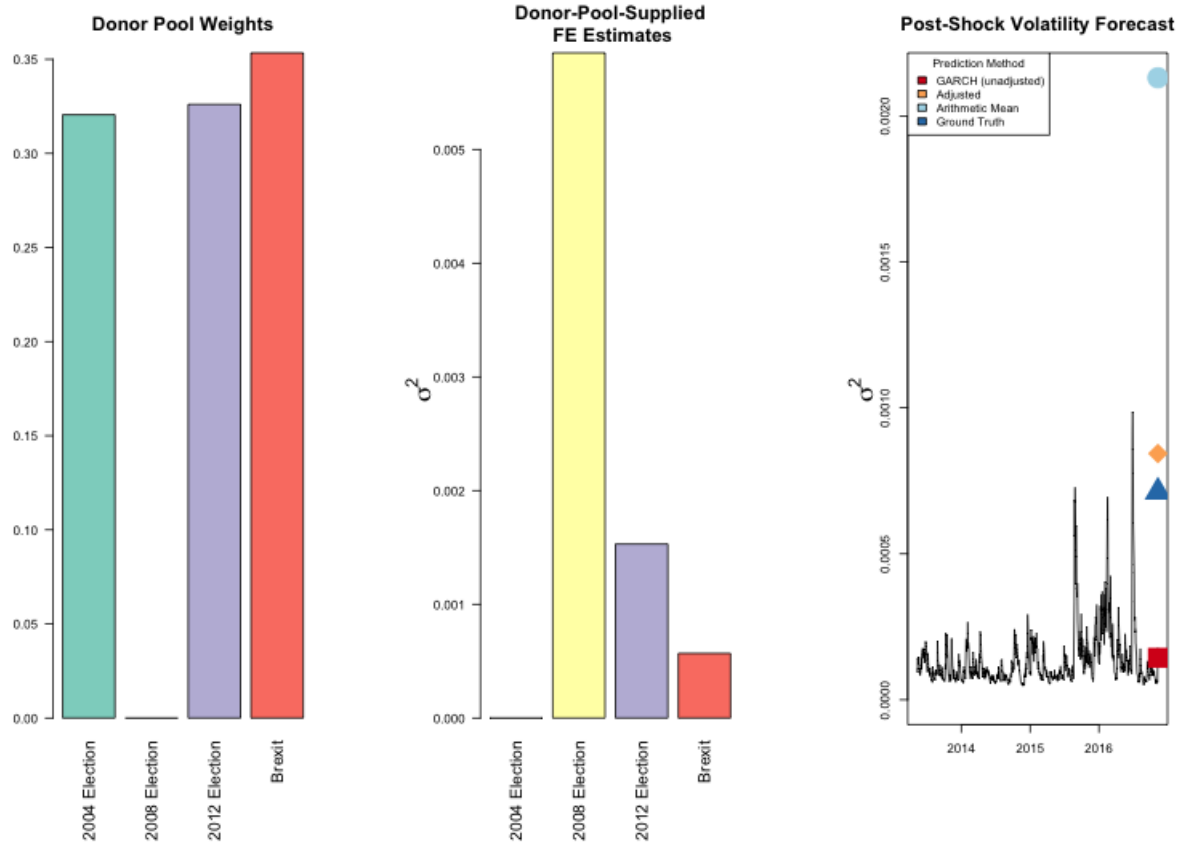 Donor Pool Weights
0.35
0.30
0.25
0.20
0.15
0.10
0.05
0.00
2004 Election
2008 Election
2012 Election
Brexit
Donor-Pool-Supplied
FE Estimates
σ2
0.005
0.004
0.003
0.002
0.001
0.000
2004 Election
2008 Election
2012 Election
Brexit
Post-Shock Volatility Forecast
Prediction Method
GARCH (unadjusted)
Adjusted
Arithmetic Mean
Ground Truth
σ2
0.0020
0.0015
0.0010
0.0005
0.0000
2014
2015
2016